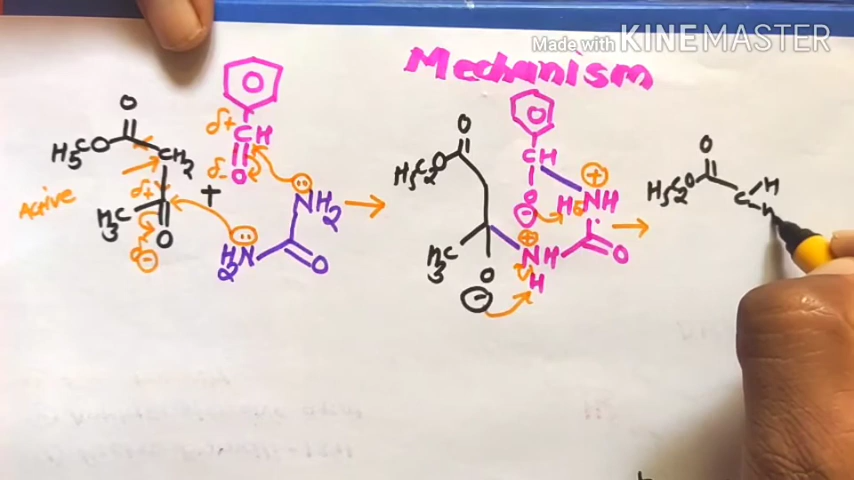 Made with KINEMASTER
Mechanism
O
H5C2O
CH2
Active
H3C
O
δ+
δ-
CH
O
δ+
+
NH2
H2N
O
O
H5C2O
CH
O
H3C
O
NH
H
NH
H
O
O
H5C2O
C
H
H